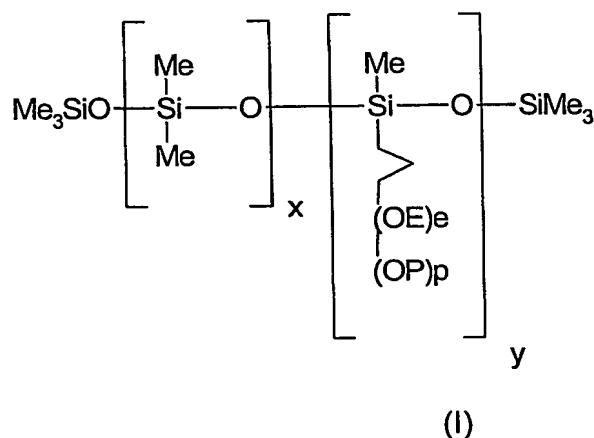 Me Me
Me₃SiO Si O Si O SiMe₃
Me
x
(OE)e
(OP)p
y
(I)